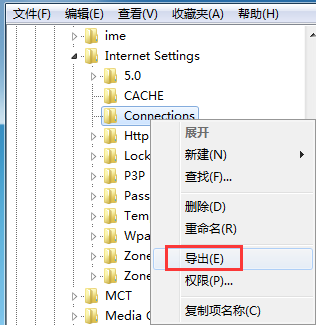 文件(F) 编辑(E) 查看(V) 收藏夹(A) 帮助(H)
ime
Internet Settings
5.0
CACHE
Connections
Http
Lock
P3P
Pass
Tem
Wpa
Zone
Zone
MCT
Media C
展开
新建(N)
查找(F)...
删除(D)
重命名(R)
导出(E)
权限(P)...
复制项名称(C)